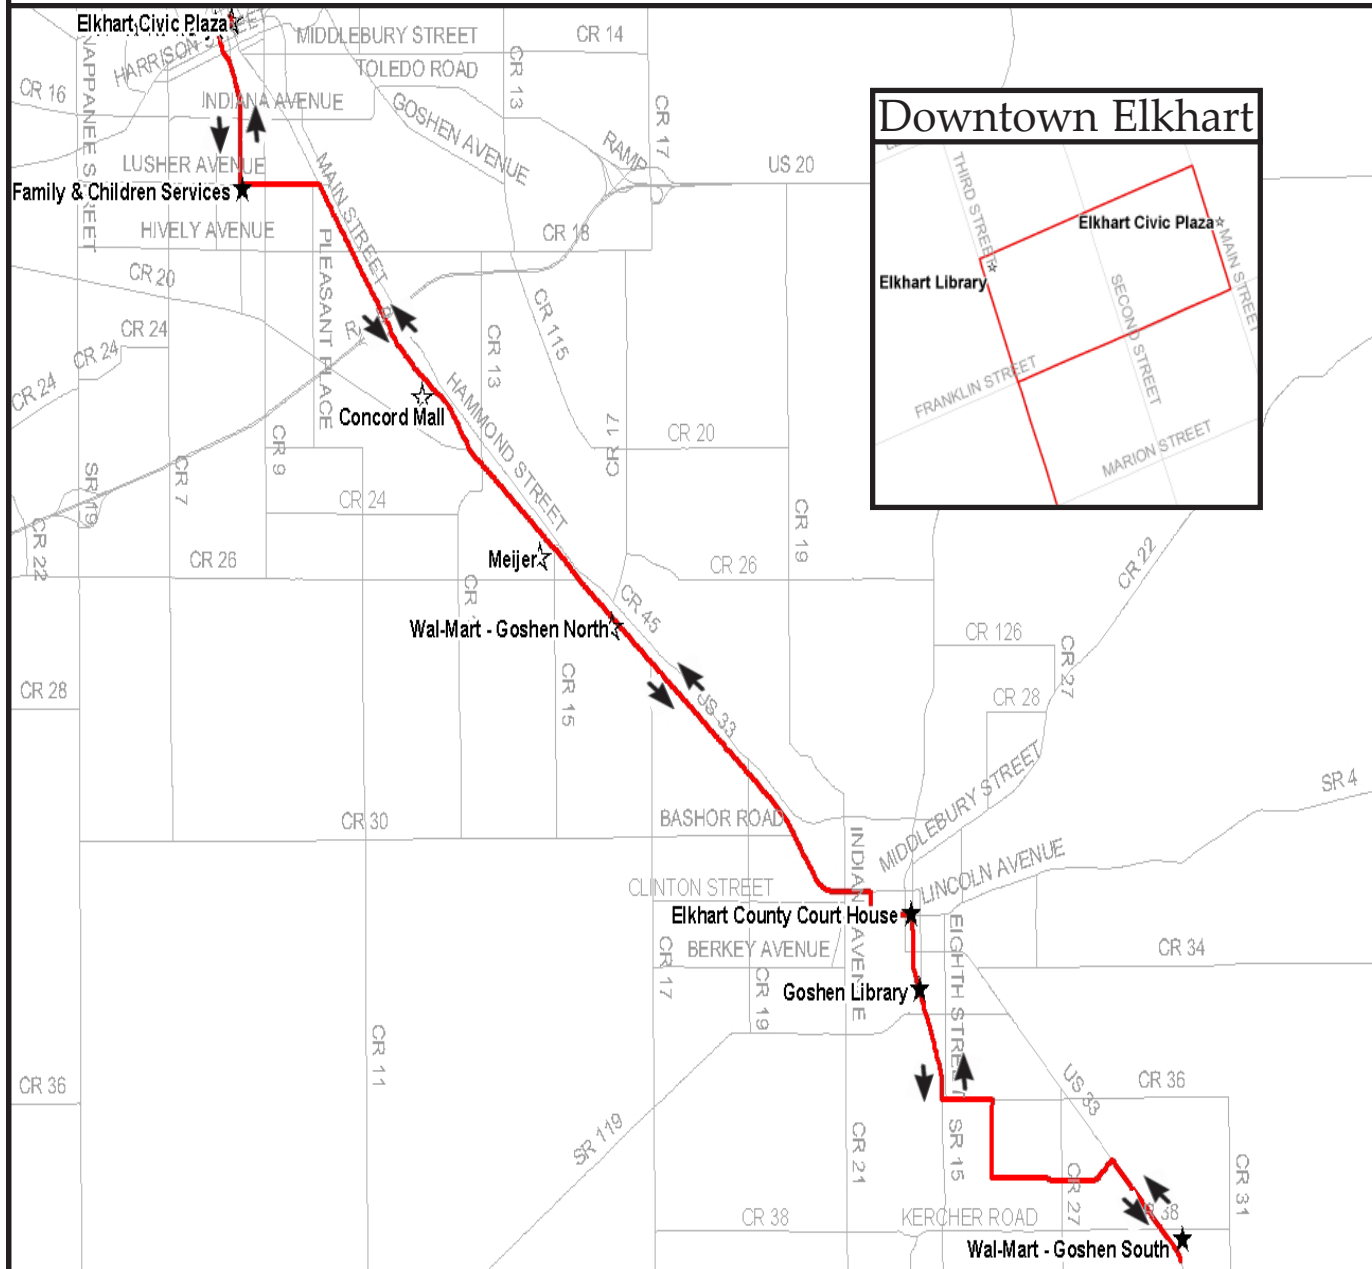 Elkhart Civic Plaza
MIDDLEBURY STREET
CR 14
HARRISON STREET
NAPPANEE STREET
TOLEDO ROAD
CR 13
CR 16
INDIANA AVENUE
GOSHEN AVENUE
CR 17
RAMP
US 20
LUSHER AVENUE
MAIN STREET
Family & Children Services
HIVELY AVENUE
PLEASANT PLACE
CR 18
CR 20
CR 115
CR 24
CR 24
CR 24
CR 13
HAMMOND STREET
Concord Mall
CR 9
CR 17
CR 20
SR 19
CR 7
CR 24
CR 19
CR 22
CR 26
Meijer
CR 26
CR 22
CR 45
Wal-Mart - Goshen North
CR 126
CR 27
CR 15
CR 28
CR 28
US 33
MIDDLEBURY STREET
SR 4
CR 30
BASHOR ROAD
INDIANA AVENUE
LINCOLN AVENUE
CLINTON STREET
Elkhart County Court House
EIGHTH STREET
BERKEY AVENUE
CR 34
CR 17
CR 19
Goshen Library
CR 11
CR 36
US 33
CR 36
SR 119
CR 21
SR 15
CR 27
CR 31
CR 38
KERCHER ROAD
38
Wal-Mart - Goshen South
Downtown Elkhart
THIRD STREET
Elkhart Civic Plaza
MAIN STREET
Elkhart Library
SECOND STREET
FRANKLIN STREET
MARION STREET